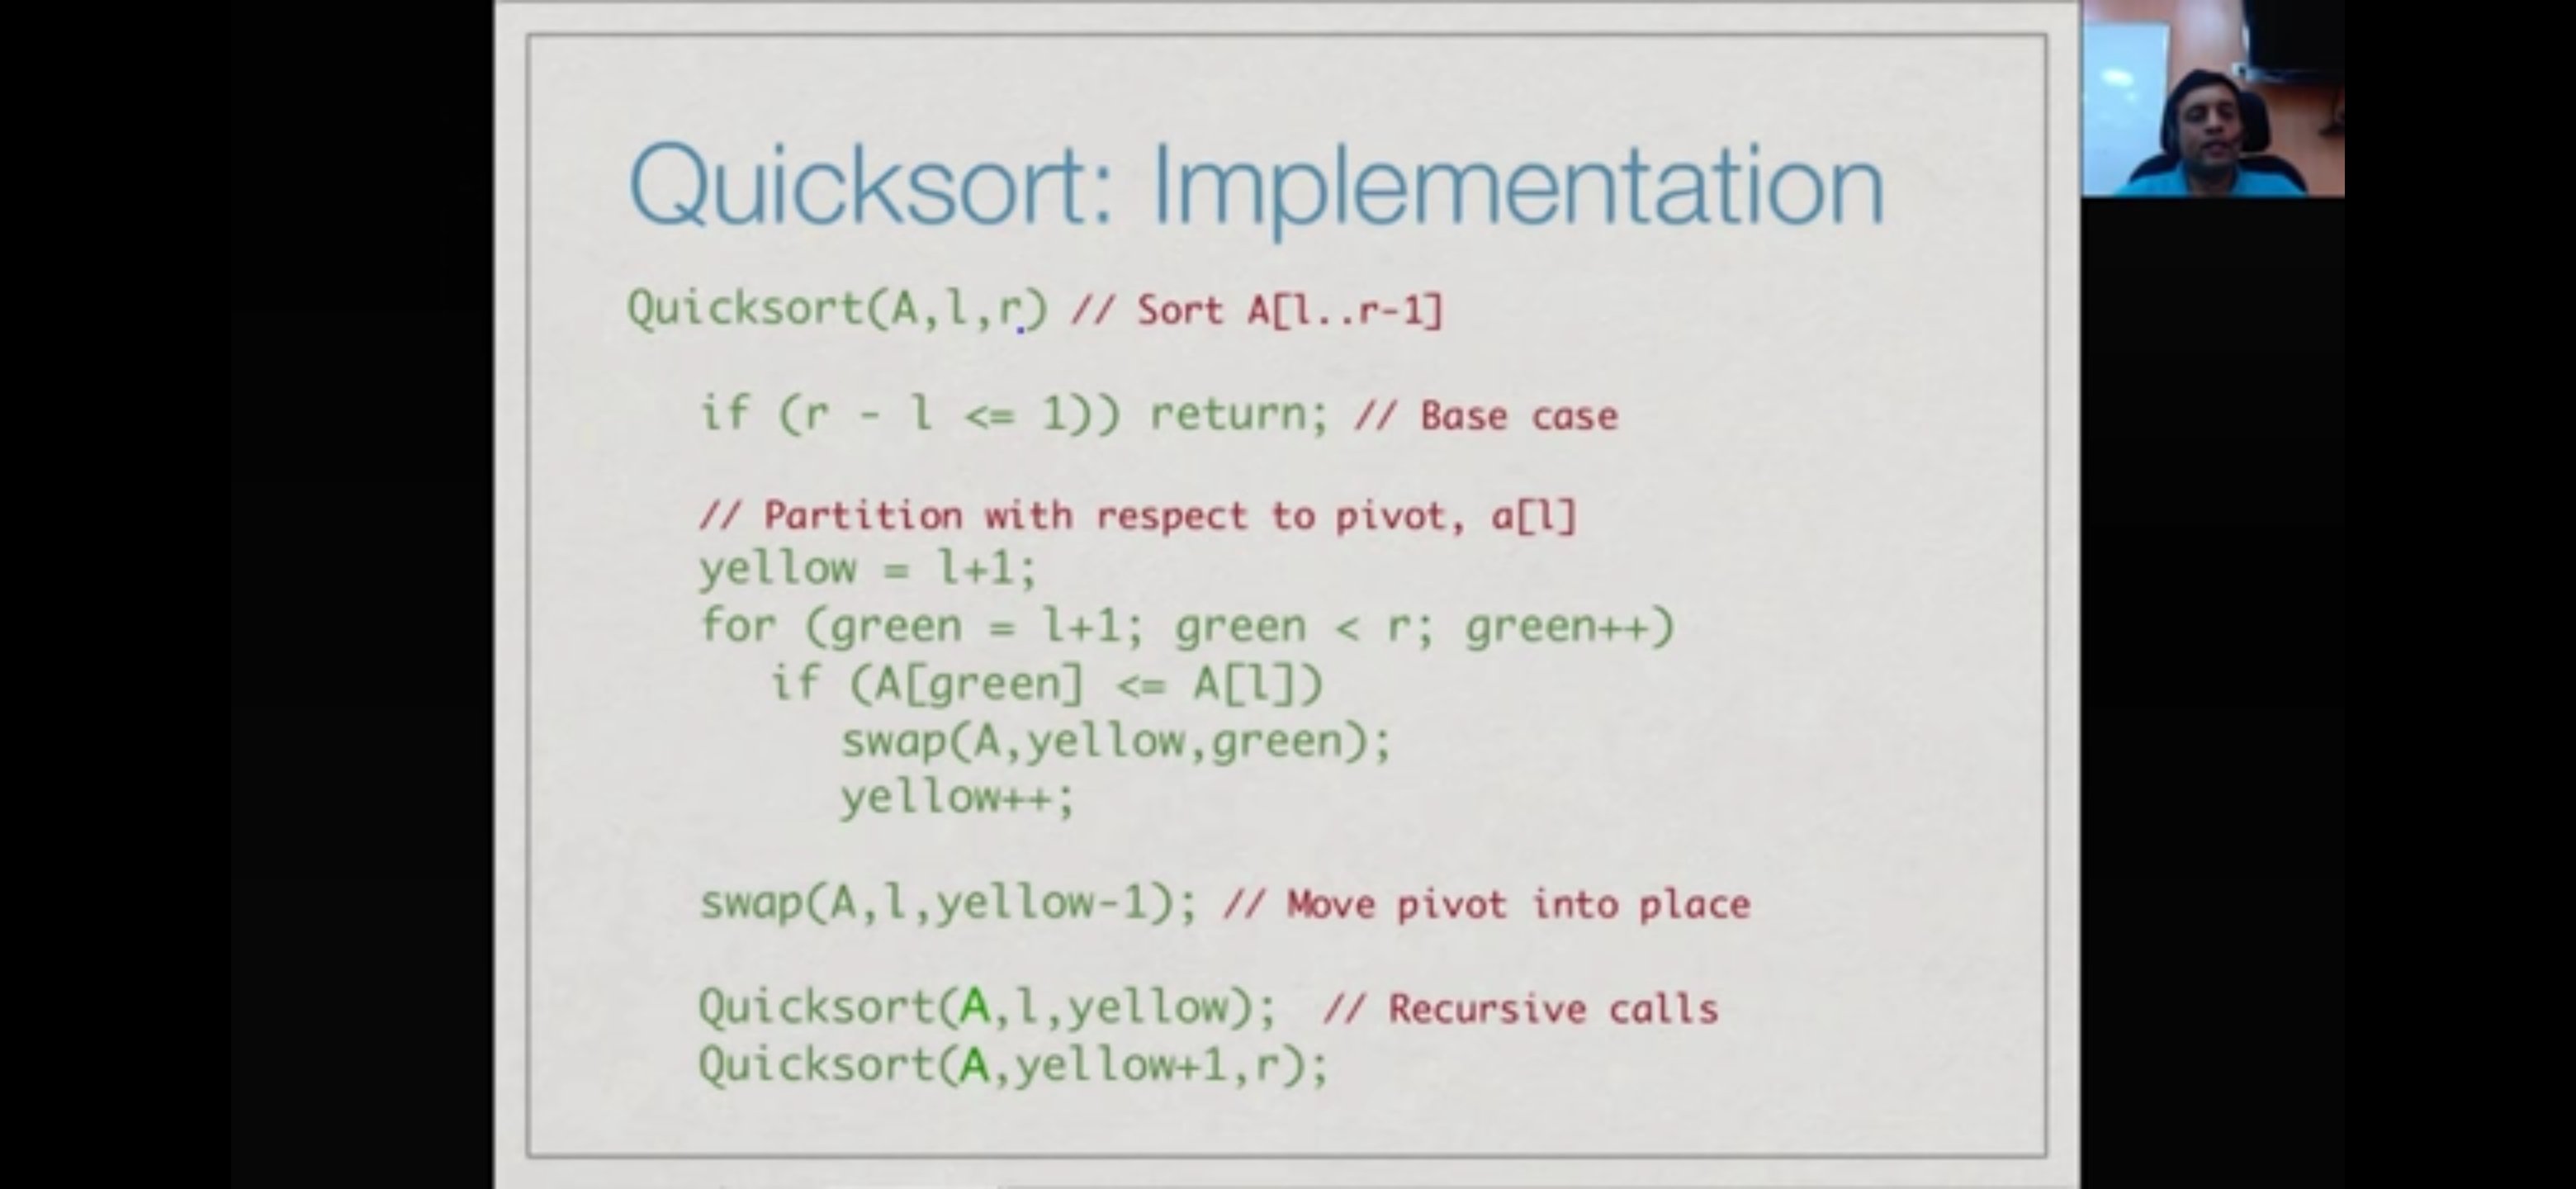 Quicksort: Implementation
Quicksort(A,l,r) // Sort A[l..r-1]
if (r - l <= 1)) return; // Base case
// Partition with respect to pivot, a[l]
yellow = l+1;
for (green = l+1; green < r; green++)
if (A[green] <= A[l])
swap(A,yellow,green);
yellow++;
swap(A,l,yellow-1); // Move pivot into place
Quicksort(A,l,yellow); // Recursive calls
Quicksort(A,yellow+1,r);